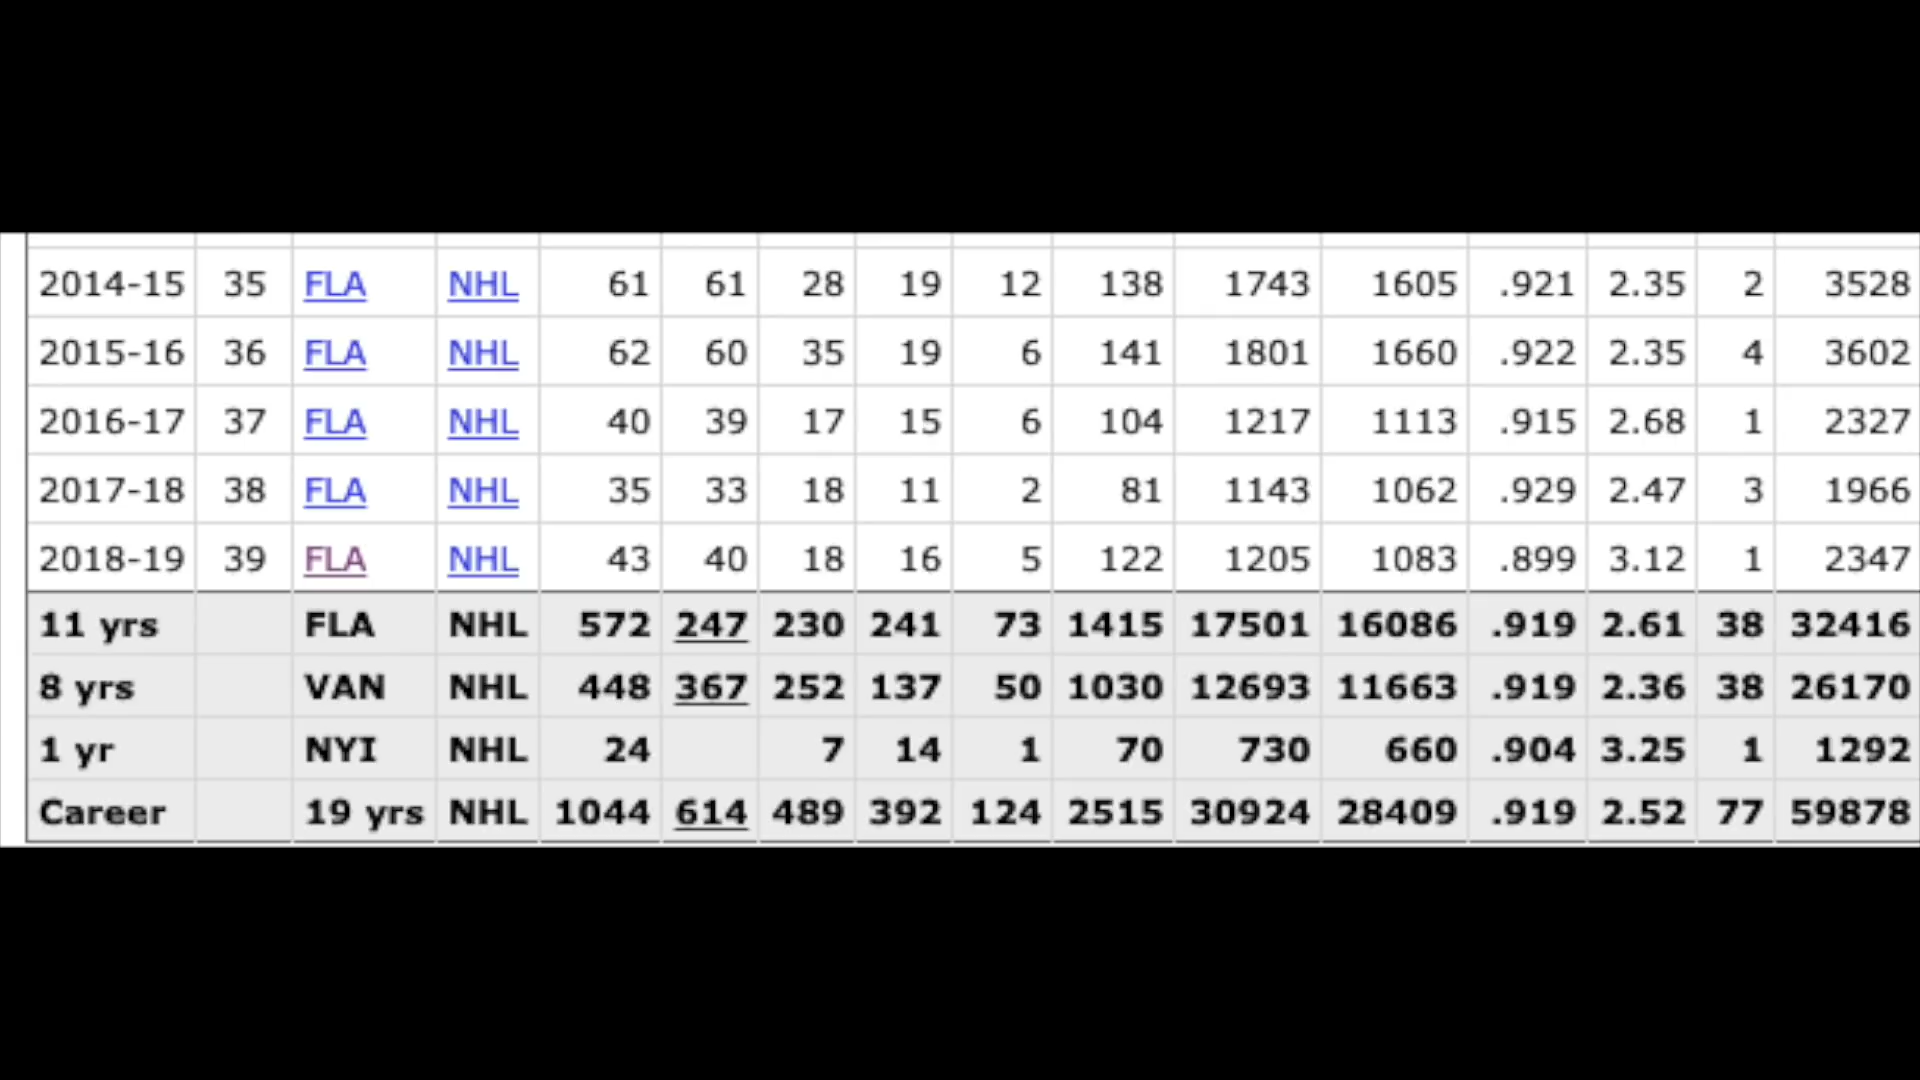 2014-15 35 FLA NHL 61 61 28 19 12 138 1743 1605 .921 2.35 2 3528
2015-16 36 FLA NHL 62 60 35 19 6 141 1801 1660 .922 2.35 4 3602
2016-17 37 FLA NHL 40 39 17 15 6 104 1217 1113 .915 2.68 1 2327
2017-18 38 FLA NHL 35 33 18 11 2 81 1143 1062 .929 2.47 3 1966
2018-19 39 FLA NHL 43 40 18 16 5 122 1205 1083 .899 3.12 1 2347
11 yrs FLA NHL 572 247 230 241 73 1415 17501 16086 .919 2.61 38 32416
8 yrs VAN NHL 448 367 252 137 50 1030 12693 11663 .919 2.36 38 26170
1 yr NYI NHL 24 7 14 1 70 730 660 .904 3.25 1 1292
Career 19 yrs NHL 1044 614 489 392 124 2515 30924 28409 .919 2.52 77 59878